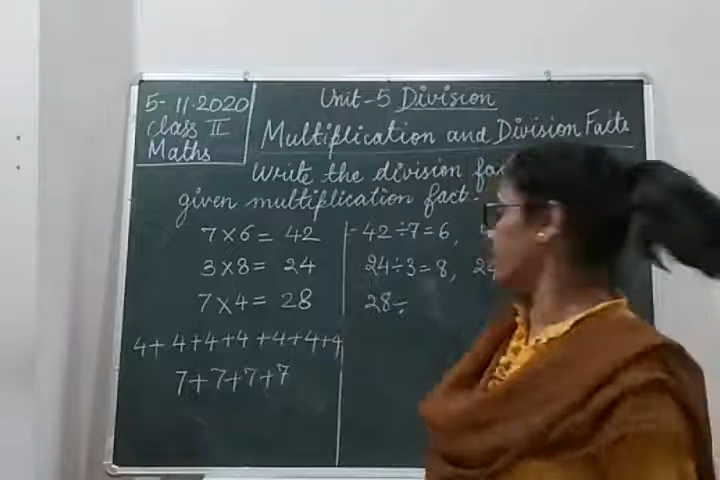 5-11.2020
Class II
Maths
Unit-5 Division
Multiplication and Division Facts
Write the division
given multiplication fact-
7×6= 42
3×8= 24
7×4= 28
4+4+4+4+4+4+4
7+7+7+7
42÷7=6,
24÷3=8, 24
28÷